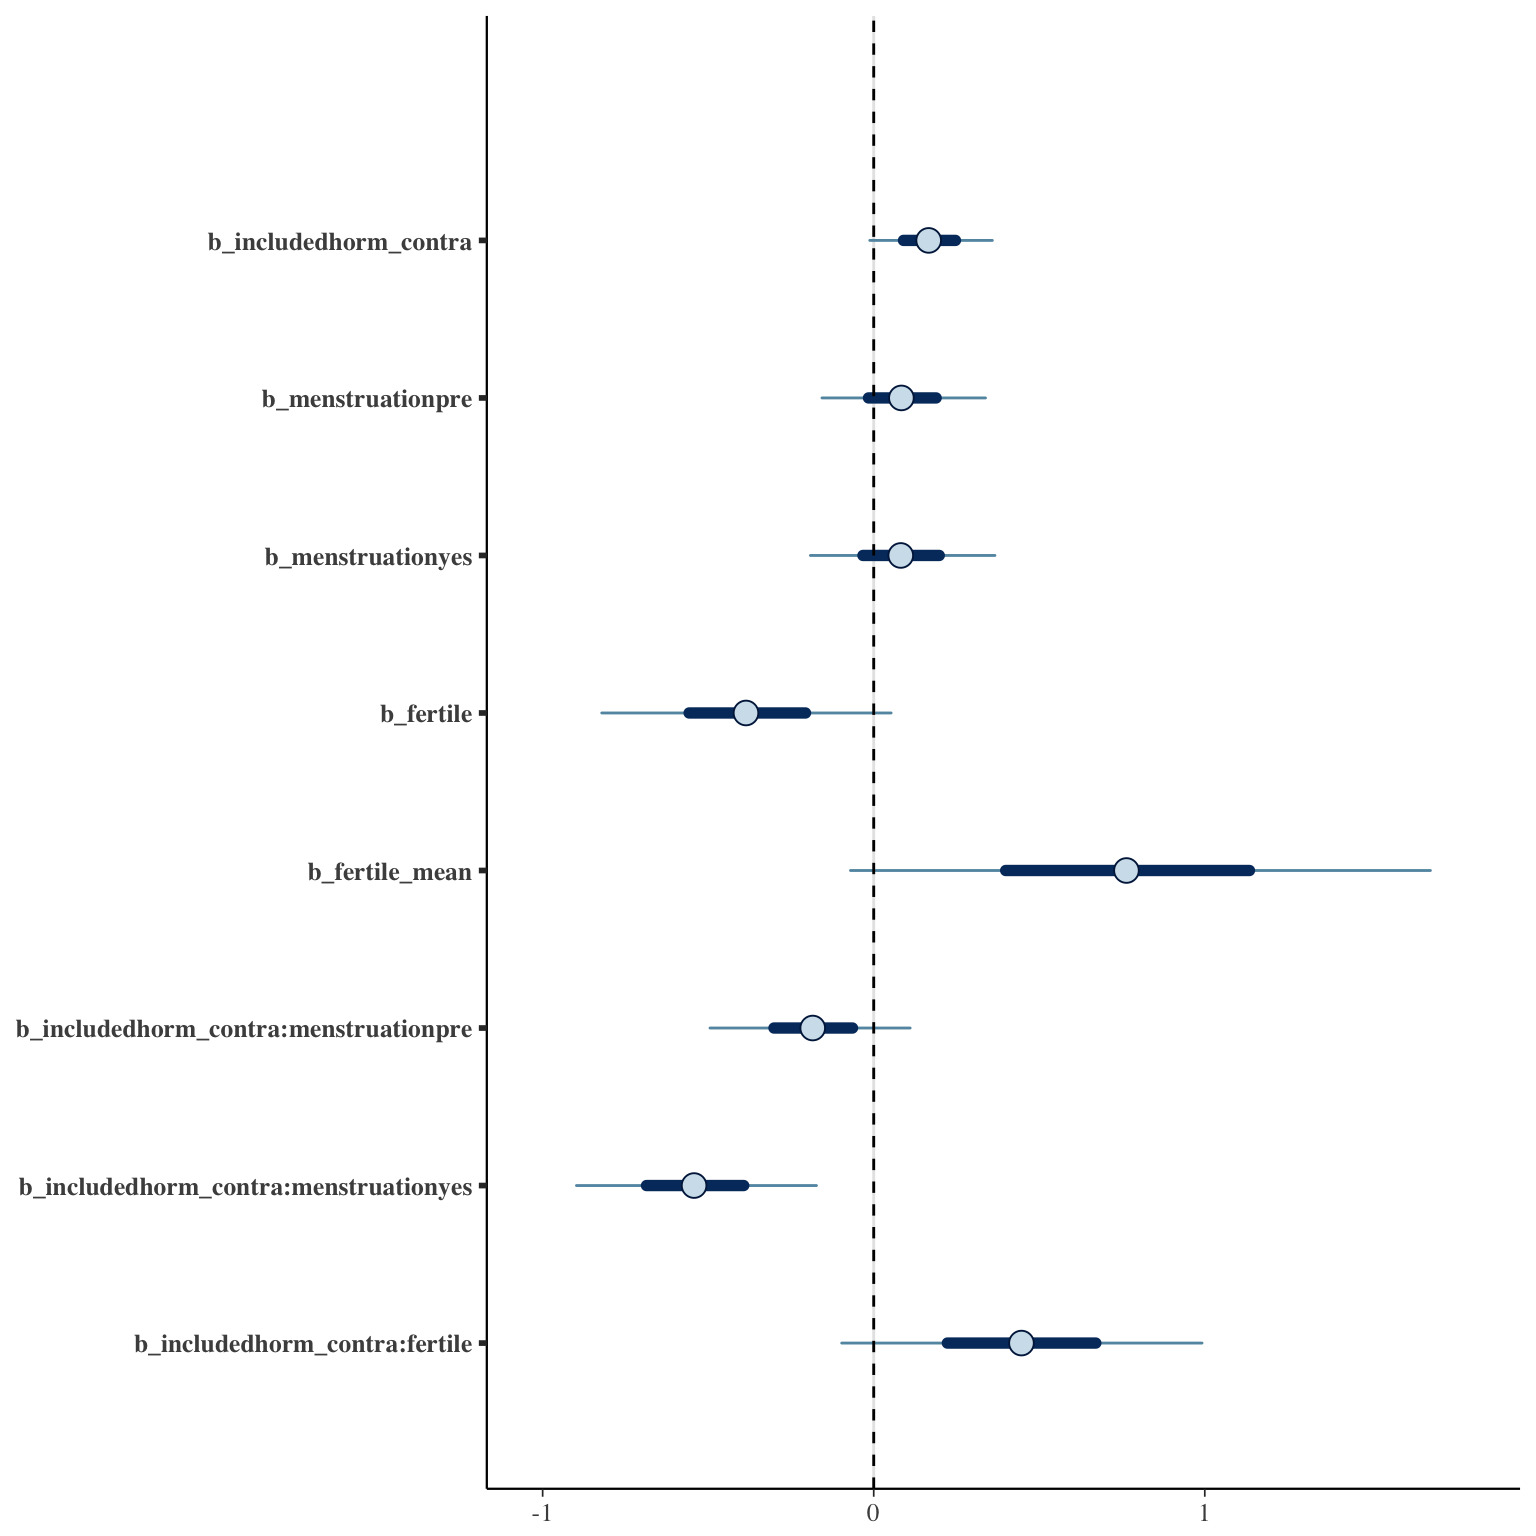 b_includedhorm_contra
b_menstruationpre
b_menstruationyes
b_fertile
b_fertile_mean
b_includedhorm_contra:menstruationpre
b_includedhorm_contra:menstruationyes
b_includedhorm_contra:fertile
-1 0 1